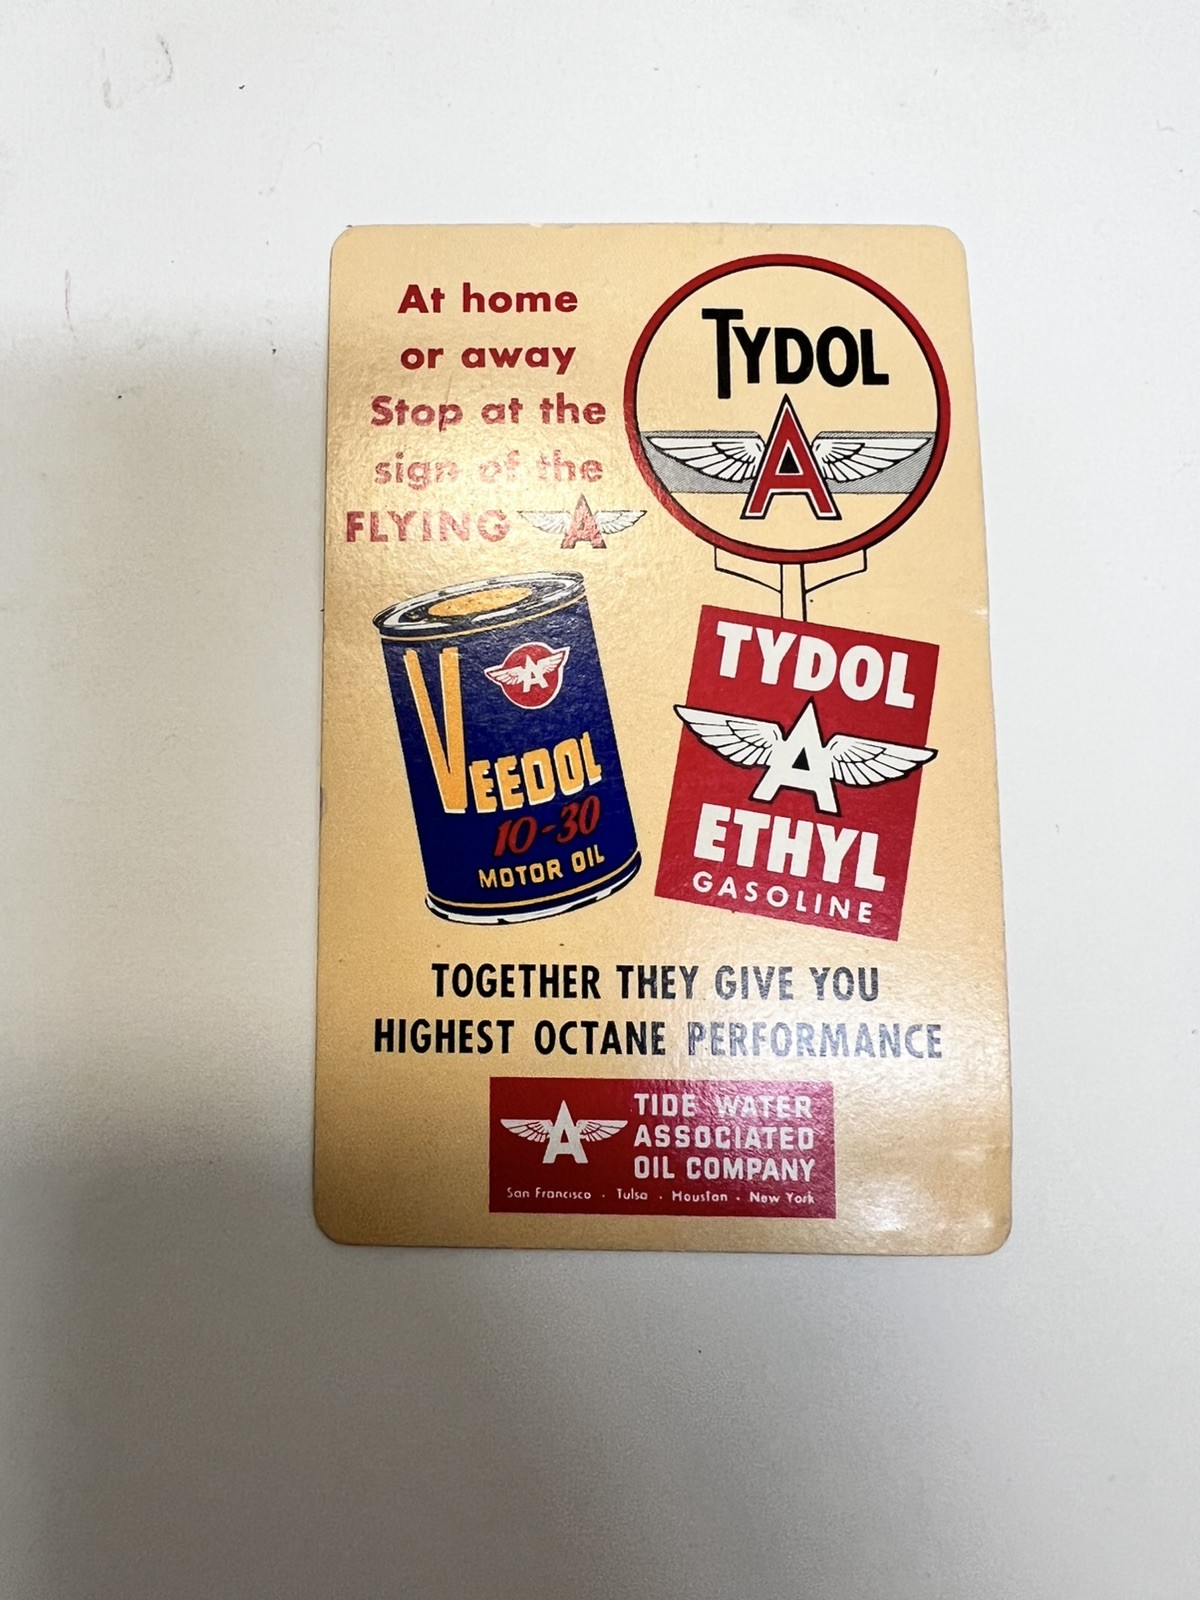 At home
or away
Stop at the
sign of the
FLYING A
TYDOL
A
VEEDOL
A
10-30
MOTOR OIL
TYDOL
A
ETHYL
GASOLINE
TOGETHER THEY GIVE YOU
HIGHEST OCTANE PERFORMANCE
A
TIDE WATER
ASSOCIATED
OIL COMPANY
San Francisco . Tulsa . Houston . New York